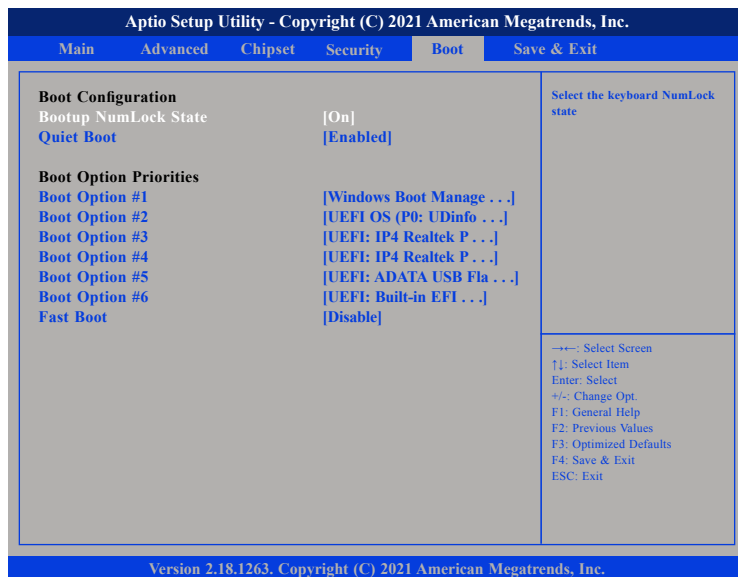 Aptio Setup Utility - Copyright (C) 2021 American Megatrends, Inc.
Main Advanced Chipset Security Boot Save & Exit
Boot Configuration
Bootup NumLock State [On]
Quiet Boot [Enabled]
Boot Option Priorities
Boot Option #1 [Windows Boot Manage . . .]
Boot Option #2 [UEFI OS (P0: UDinfo . . .]
Boot Option #3 [UEFI: IP4 Realtek P . . .]
Boot Option #4 [UEFI: IP4 Realtek P . . .]
Boot Option #5 [UEFI: ADATA USB Fla . . .]
Boot Option #6 [UEFI: Built-in EFI . . .]
Fast Boot [Disable]
Select the keyboard NumLock
state
→←: Select Screen
↑↓: Select Item
Enter: Select
+/-: Change Opt.
F1: General Help
F2: Previous Values
F3: Optimized Defaults
F4: Save & Exit
ESC: Exit
Version 2.18.1263. Copyright (C) 2021 American Megatrends, Inc.